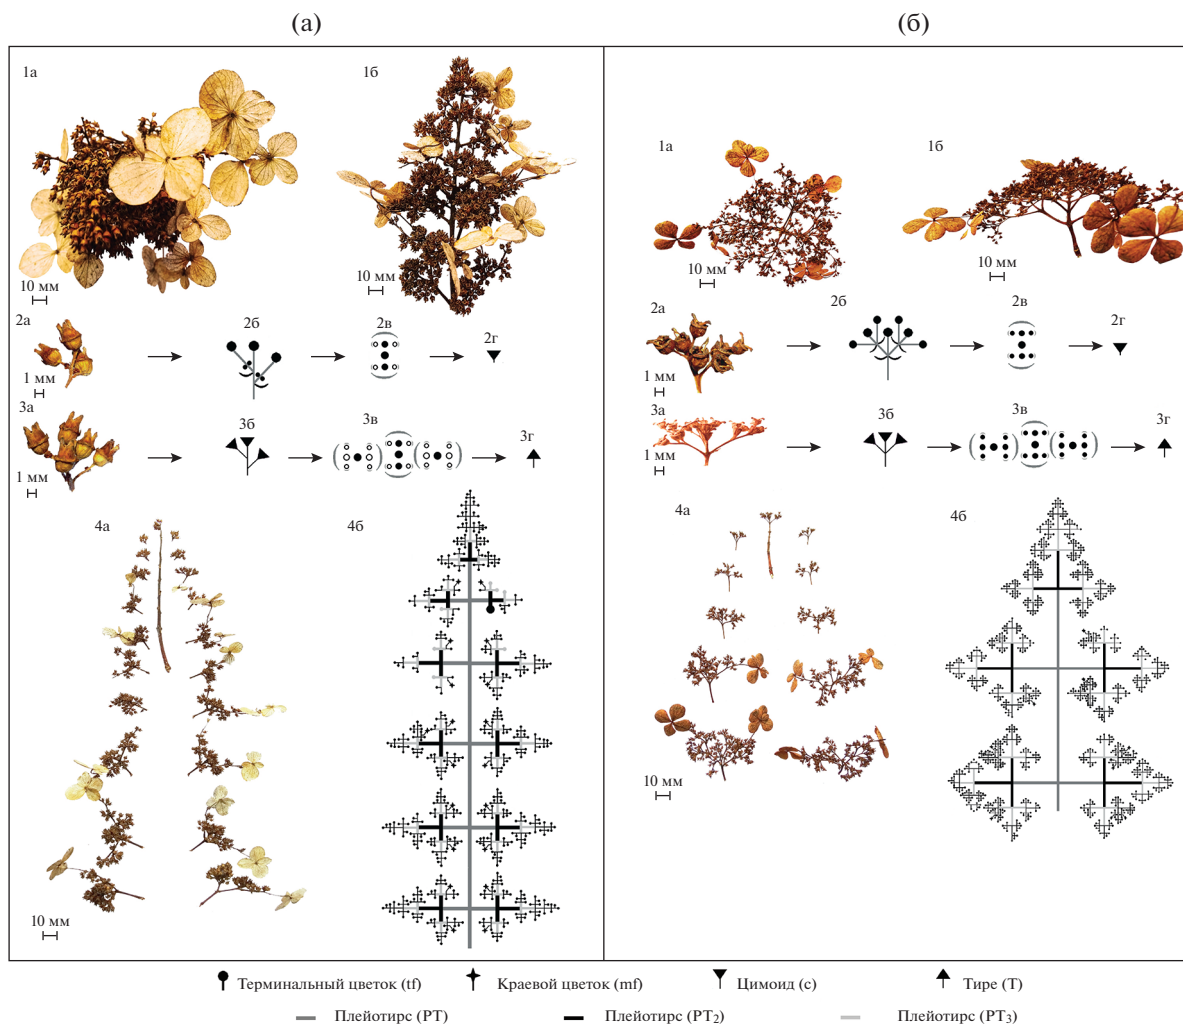 (а)
(б)
1а
1б
10 мм
10 мм
2а
2б
2в
2г
1 мм
3а
3б
3в
3г
1 мм
4а
4б
10 мм
1а
1б
10 мм
10 мм
2а
2б
2в
2г
1 мм
3а
3б
3в
3г
1 мм
4а
4б
10 мм
Терминальный цветок (tf)
Краевой цветок (mf)
Цимоид (c)
Тире (T)
Плейотирс (PT)
Плейотирс (PT₂)
Плейотирс (PT₃)